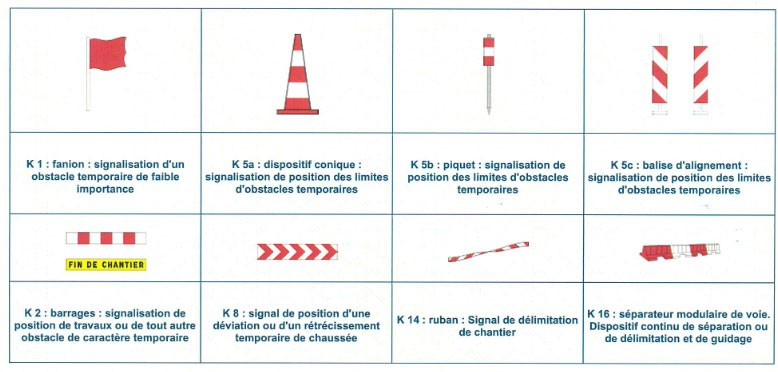 K 1 : fanion : signalisation d'un
obstacle temporaire de faible
importance
K 5a : dispositif conique :
signalisation de position des limites
d'obstacles temporaires
K 5b : piquet : signalisation de
position des limites d'obstacles
temporaires
K 5c : balise d'alignement :
signalisation de position des limites
d'obstacles temporaires
FIN DE CHANTIER
K 2 : barrages : signalisation de
position de travaux ou de tout autre
obstacle de caractère temporaire
K 8 : signal de position d'une
déviation ou d'un rétrécissement
temporaire de chaussée
K 14 : ruban : Signal de délimitation
de chantier
K 16 : séparateur modulaire de voie.
Dispositif continu de séparation ou
de délimitation et de guidage